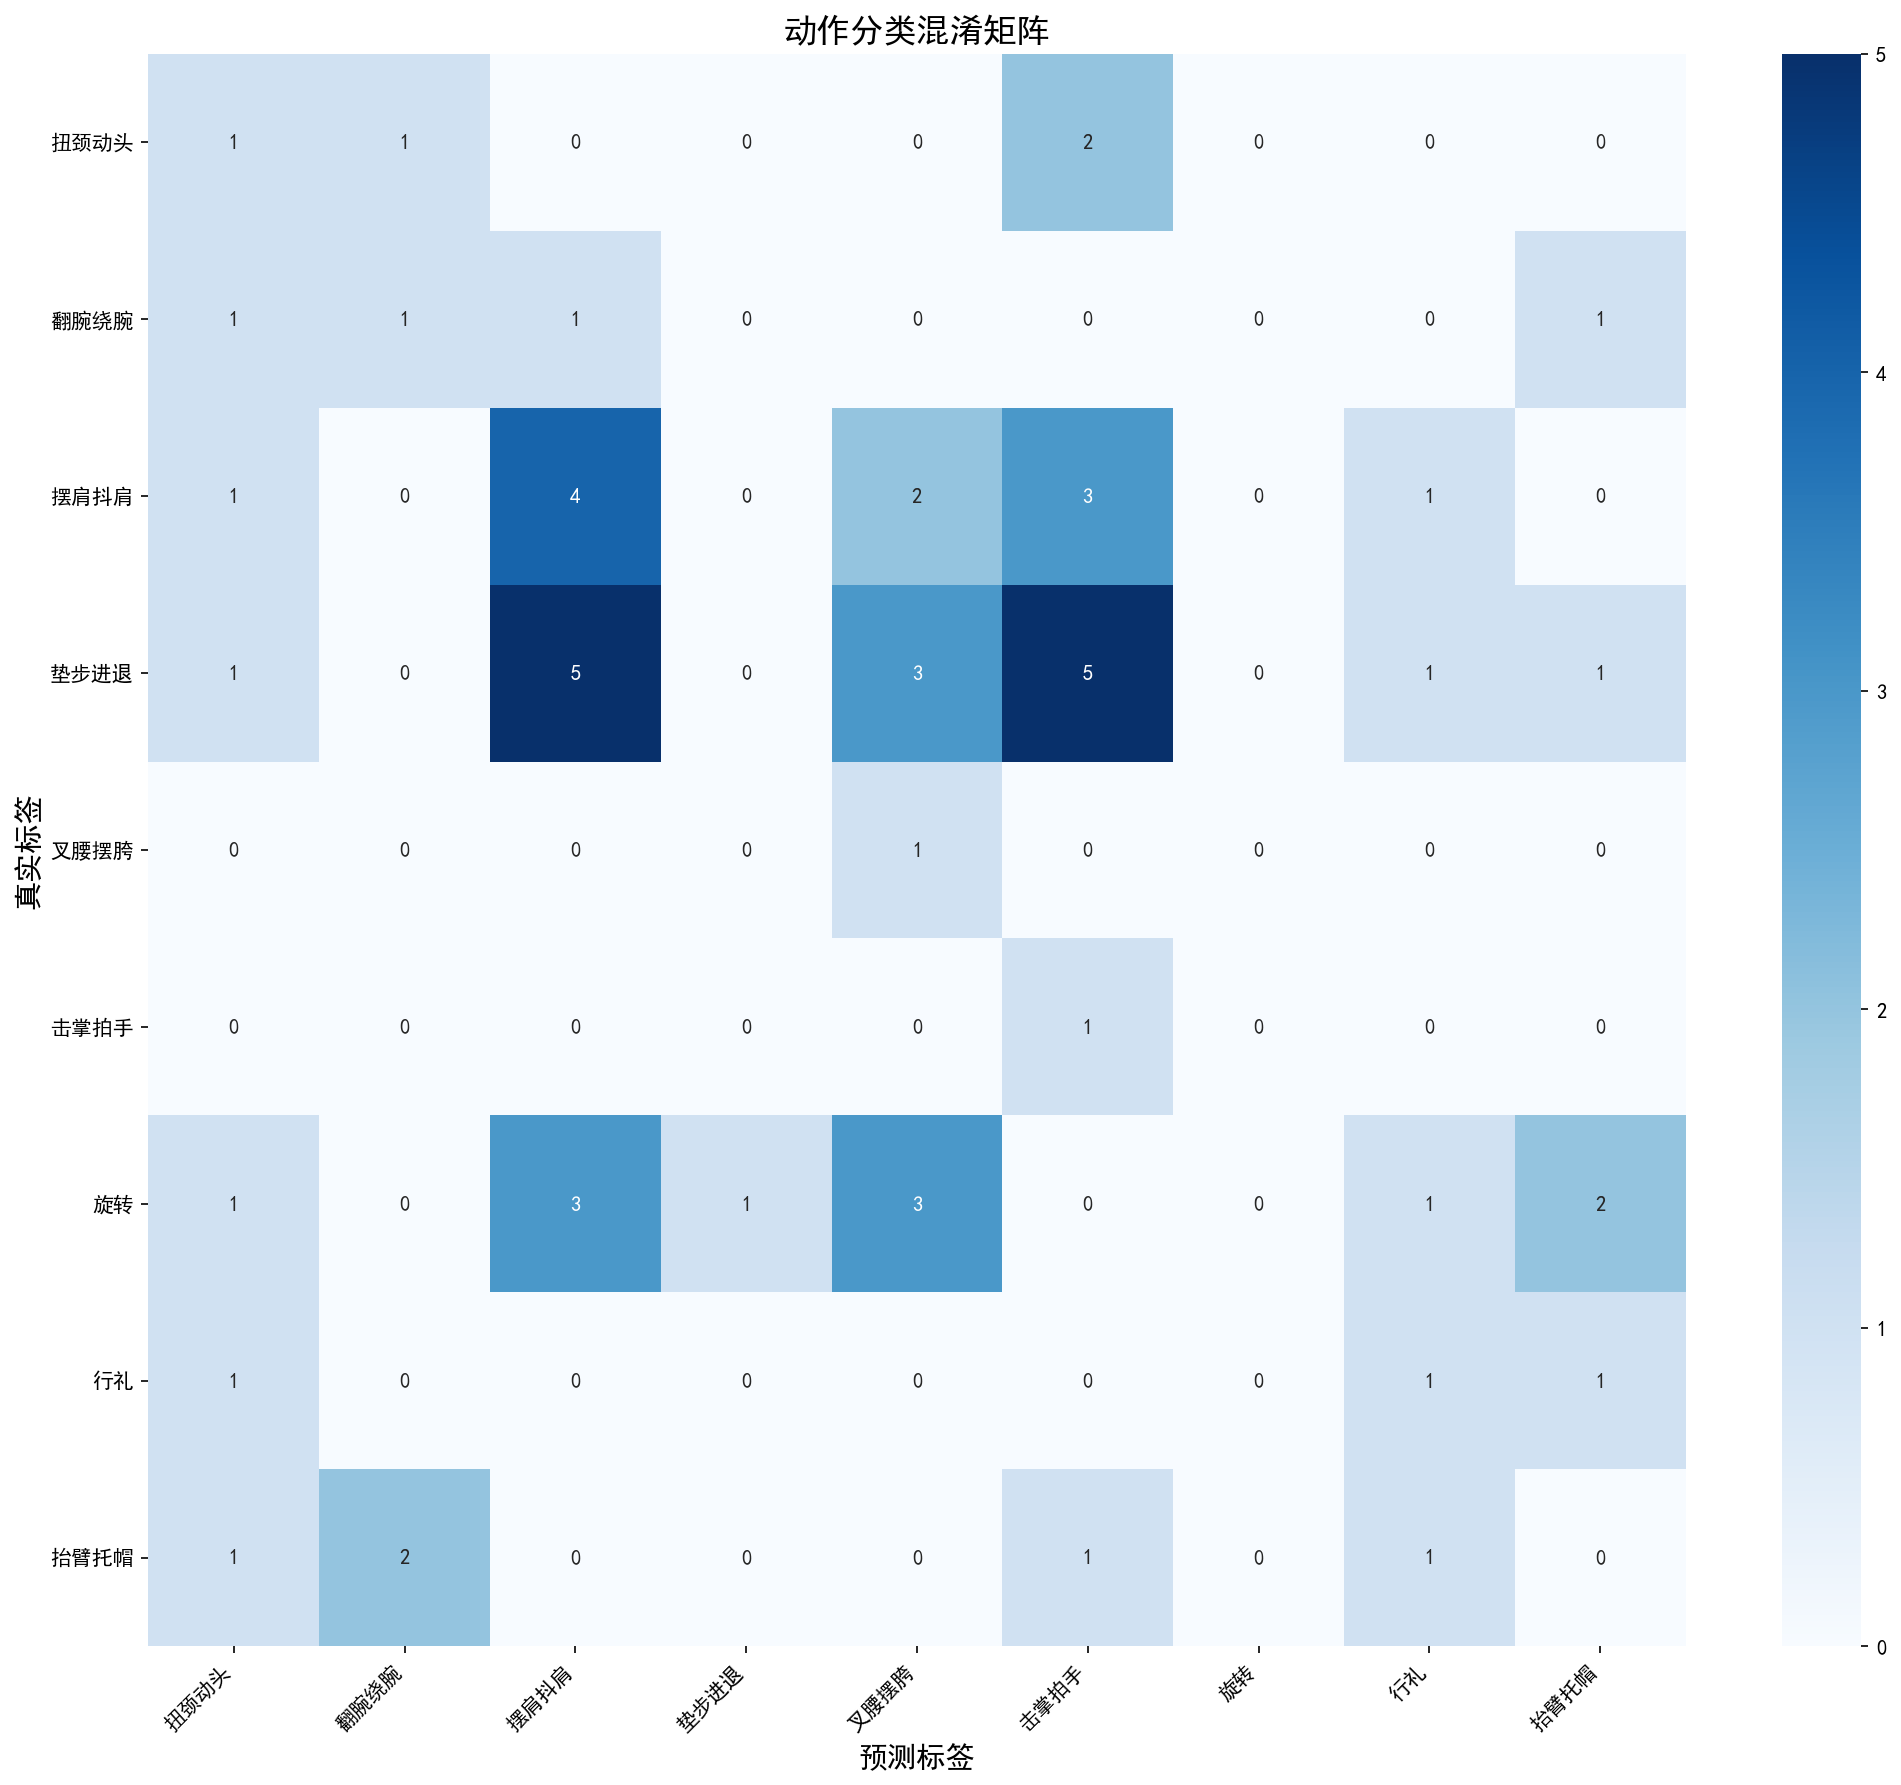 动作分类混淆矩阵
扭颈动头 1 1 0 0 0 2 0 0 0
翻腕绕腕 1 1 1 0 0 0 0 0 1
摆肩抖肩 1 0 4 0 2 3 0 1 0
垫步进退 1 0 5 0 3 5 0 1 1
叉腰摆胯 0 0 0 0 1 0 0 0 0
击掌拍手 0 0 0 0 0 1 0 0 0
旋转 1 0 3 1 3 0 0 1 2
行礼 1 0 0 0 0 0 0 1 1
抬臂托帽 1 2 0 0 0 1 0 1 0
真实标签
扭颈动头 翻腕绕腕 摆肩抖肩 垫步进退 叉腰摆胯 击掌拍手 旋转 行礼 抬臂托帽
预测标签
5
4
3
2
1
0